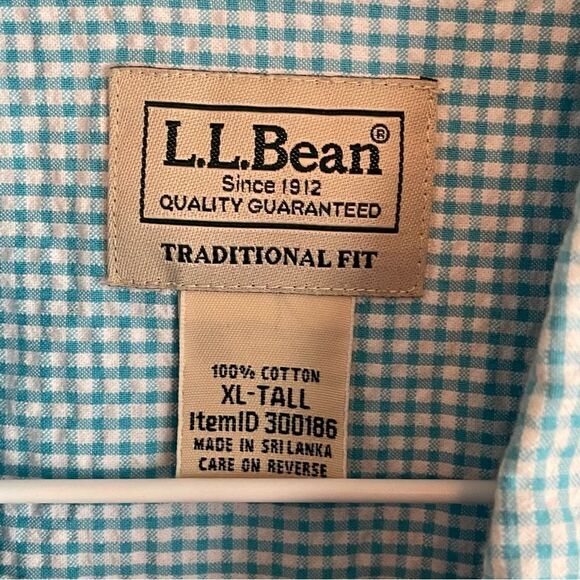 L.L.Bean®
Since 1912
QUALITY GUARANTEED
TRADITIONAL FIT
100% COTTON
XL-TALL
ItemID 300186
MADE IN SRI LANKA
CARE ON REVERSE